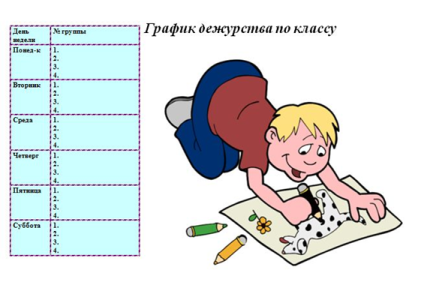 График дежурства по классу
День недели № группы
Понед-к 1.
2.
3.
4.
Вторник 1.
2.
3.
4.
Среда 1.
2.
3.
4.
Четверг 1.
2.
3.
4.
Пятница 1.
2.
3.
4.
Суббота 1.
2.
3.
4.